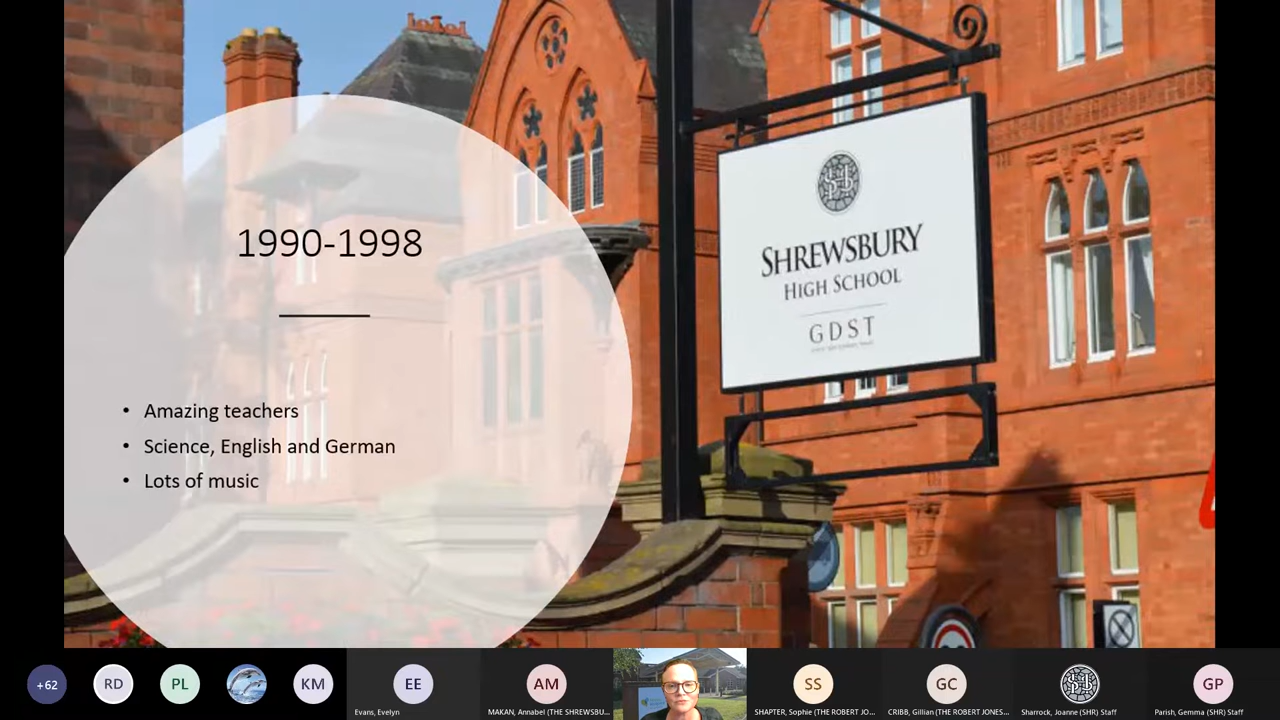 1990-1998
• Amazing teachers
• Science, English and German
• Lots of music
SHREWSBURY
HIGH SCHOOL
GDST
+62
RD
PL
KM
EE
Evans, Evelyn
AM
MAKAN, Annabel (THE SHREWSBU...
SS
SHAPTER, Sophie (THE ROBERT JO...
GC
CRIBB, Gillian (THE ROBERT JONES...
Sharrock, Joanne (SHR) Staff
GP
Parish, Gemma (SHR) Staff